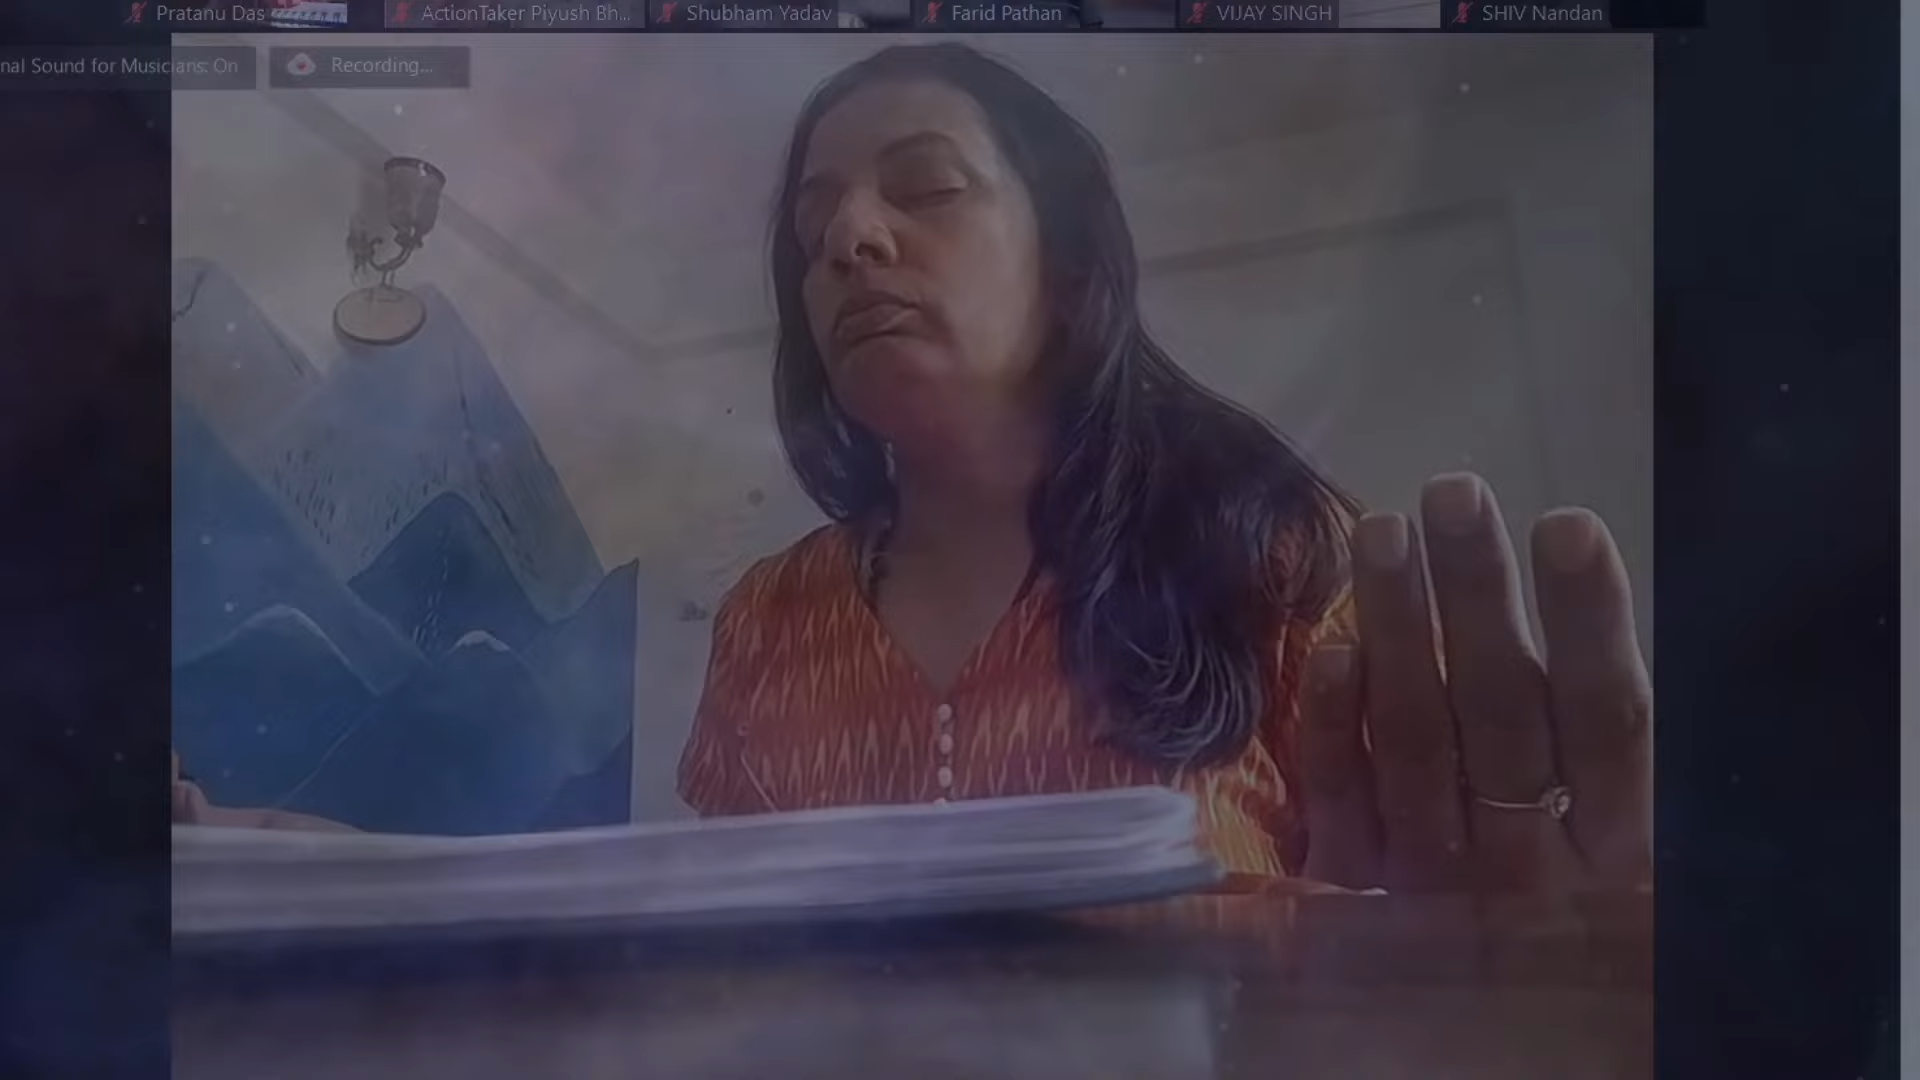 Pratanu Das
ActionTaker Piyush Bh...
Shubham Yadav
Farid Pathan
VIJAY SINGH
SHIV Nandan
nal Sound for Musicians: On
Recording...